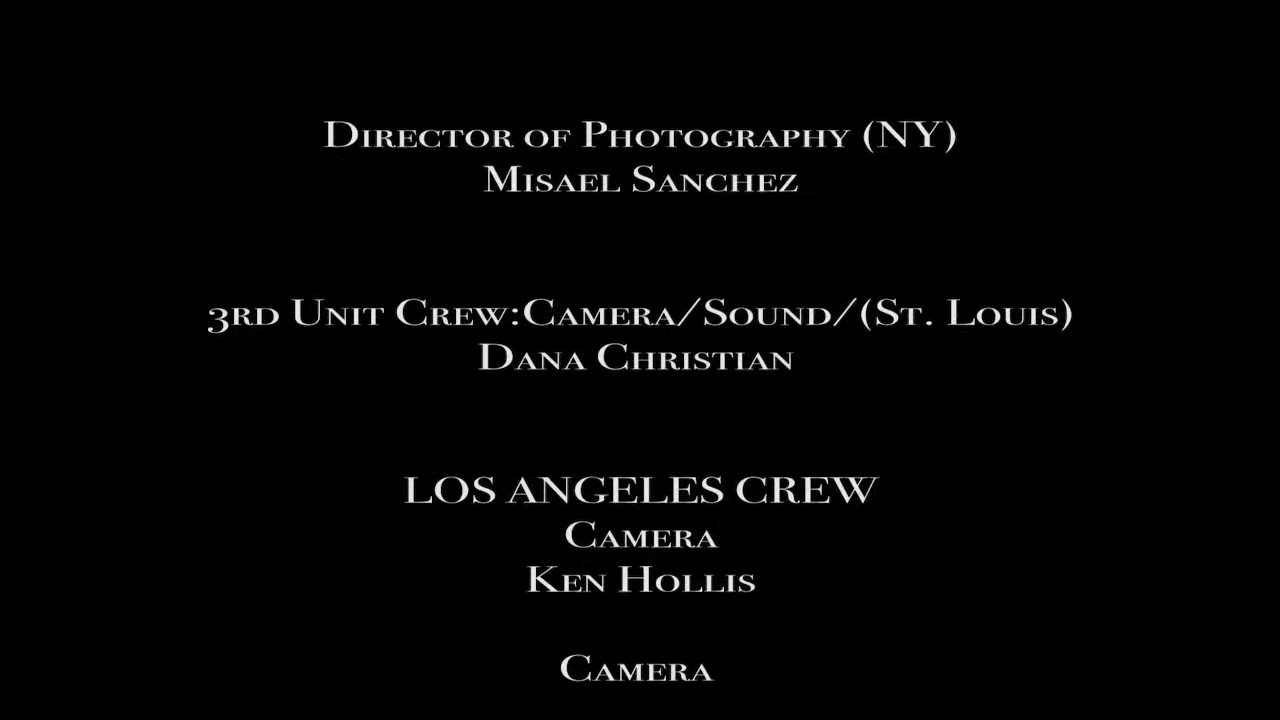 Director of Photography (NY)
Misael Sanchez
3rd Unit Crew:Camera/Sound/(St. Louis)
Dana Christian
LOS ANGELES CREW
Camera
Ken Hollis
Camera